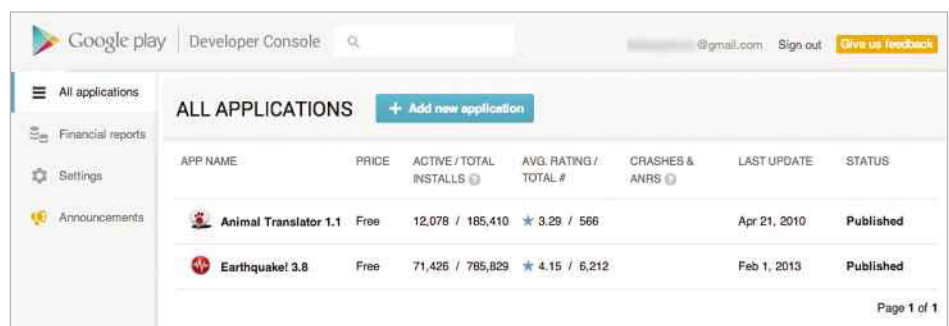 Google play Developer Console @gmail.com Sign out Give us feedback
All applications
Financial reports
Settings
Announcements
ALL APPLICATIONS + Add new application
APP NAME PRICE ACTIVE / TOTAL INSTALLS ? AVG. RATING / TOTAL # CRASHES & ANRS ? LAST UPDATE STATUS
Animal Translator 1.1 Free 12,078 / 185,410 ★ 3.29 / 566 Apr 21, 2010 Published
Earthquake! 3.8 Free 71,426 / 785,829 ★ 4.15 / 6,212 Feb 1, 2013 Published
Page 1 of 1